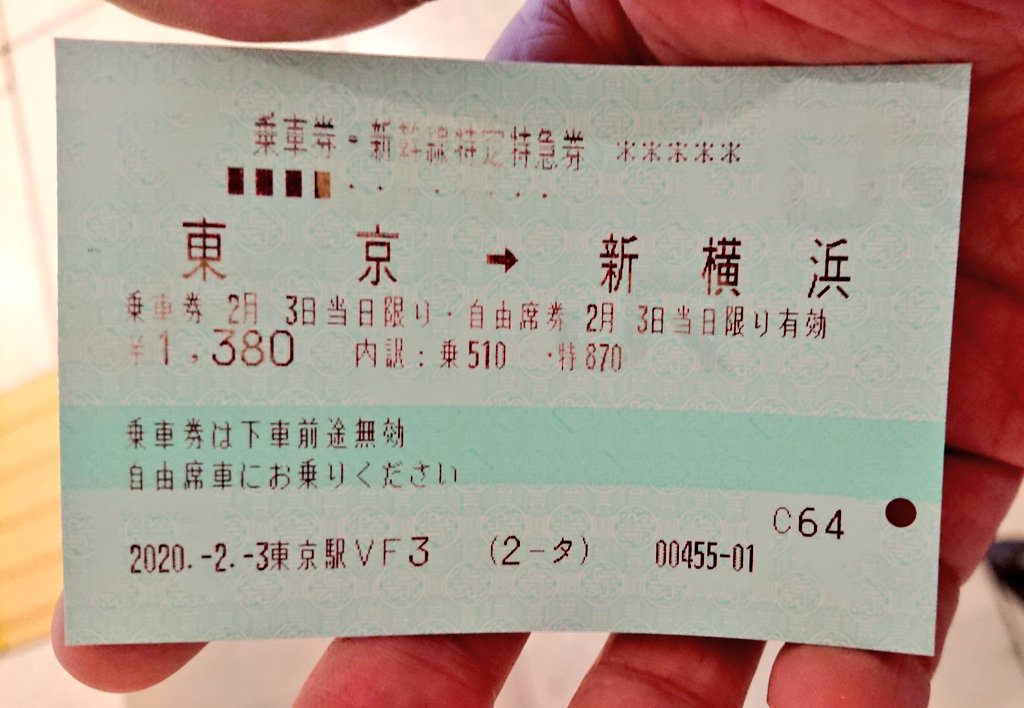 乗車券・新幹線特定特急券 *****
東京→新横浜
乗車券 2月 3日当日限り・自由席券 2月 3日当日限り有効
¥1,380 内訳:乗510 ・特870
乗車券は下車前途無効
自由席車にお乗りください
C64
2020.-2.-3東京駅VF3 (2-タ) 00455-01